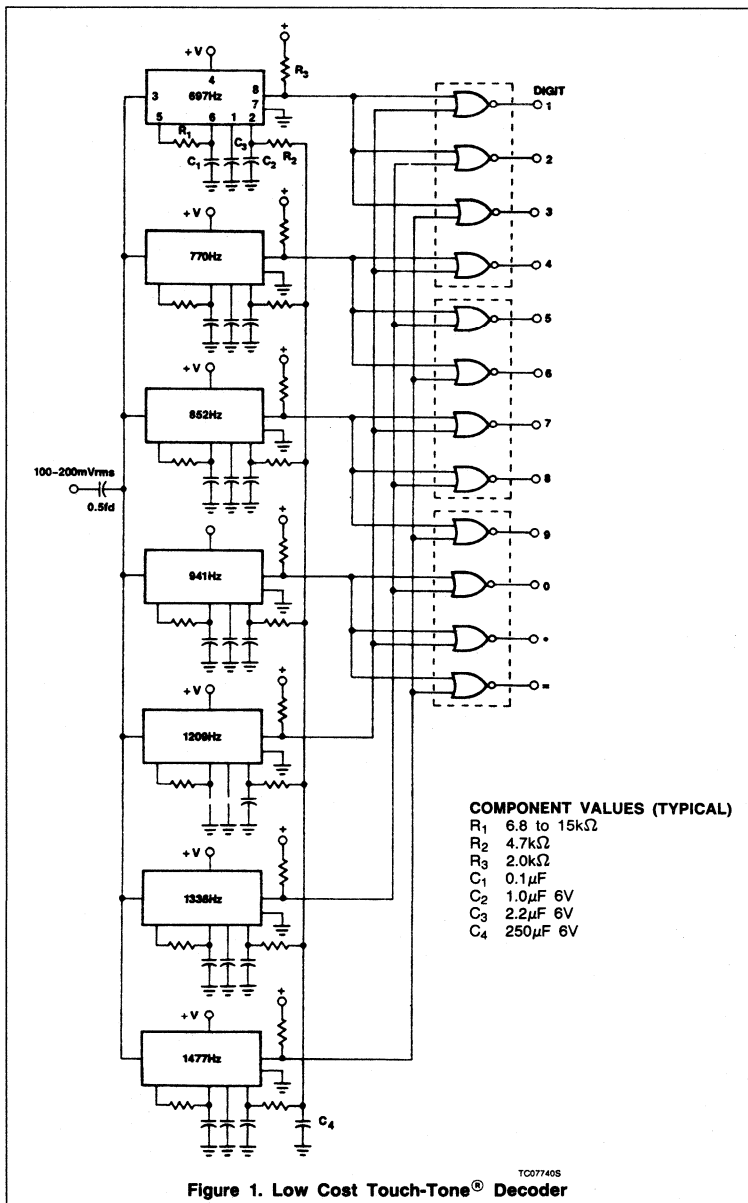 +
+V
R3
4
697Hz
3
8
7
5
6
1
2
R1
C1
C3
C2
R2
DIGIT
1
2
3
4
5
6
7
8
9
0
*
=
+
+V
770Hz
+
+V
852Hz
100–200mVrms
0.5fd
+
941Hz
+
+V
1209Hz
+
+V
1336Hz
+
+V
1477Hz
C4
COMPONENT VALUES (TYPICAL)
R1 6.8 to 15kΩ
R2 4.7kΩ
R3 2.0kΩ
C1 0.1μF
C2 1.0μF 6V
C3 2.2μF 6V
C4 250μF 6V
TC07740S
Figure 1. Low Cost Touch-Tone® Decoder